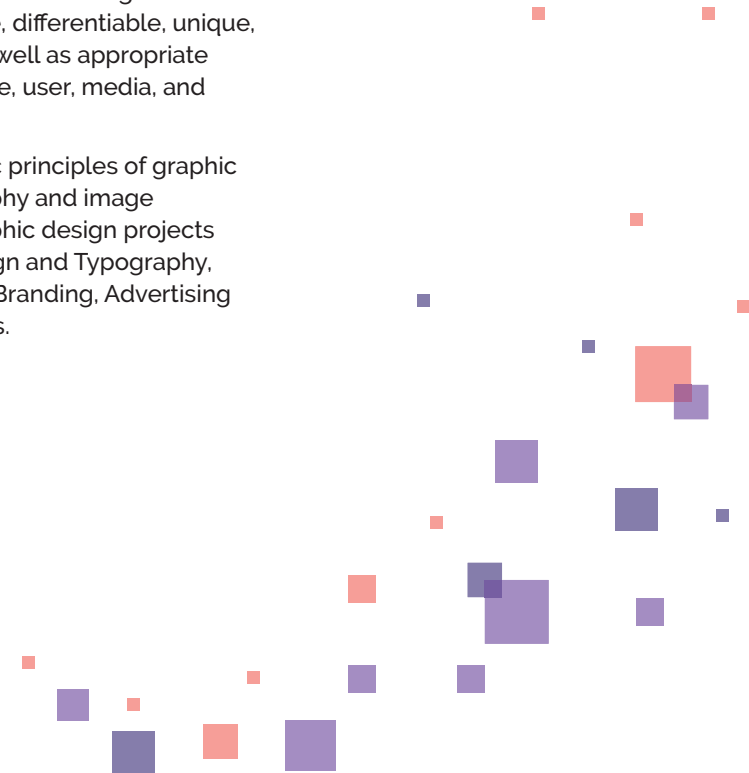 , differentiable, unique,
well as appropriate
e, user, media, and
principles of graphic
phy and image
phic design projects
gn and Typography,
Branding, Advertising
s.